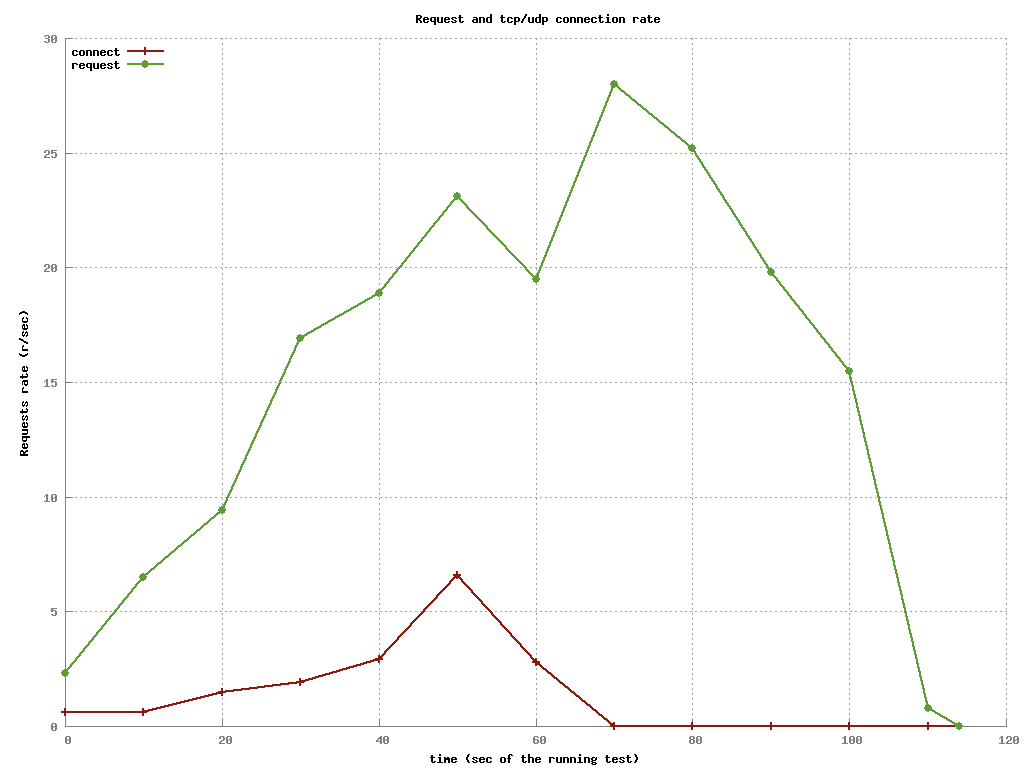 Request and tcp/udp connection rate
connect
request
30
25
20
15
10
5
0
Requests rate (r/sec)
0 20 40 60 80 100 120
time (sec of the running test)